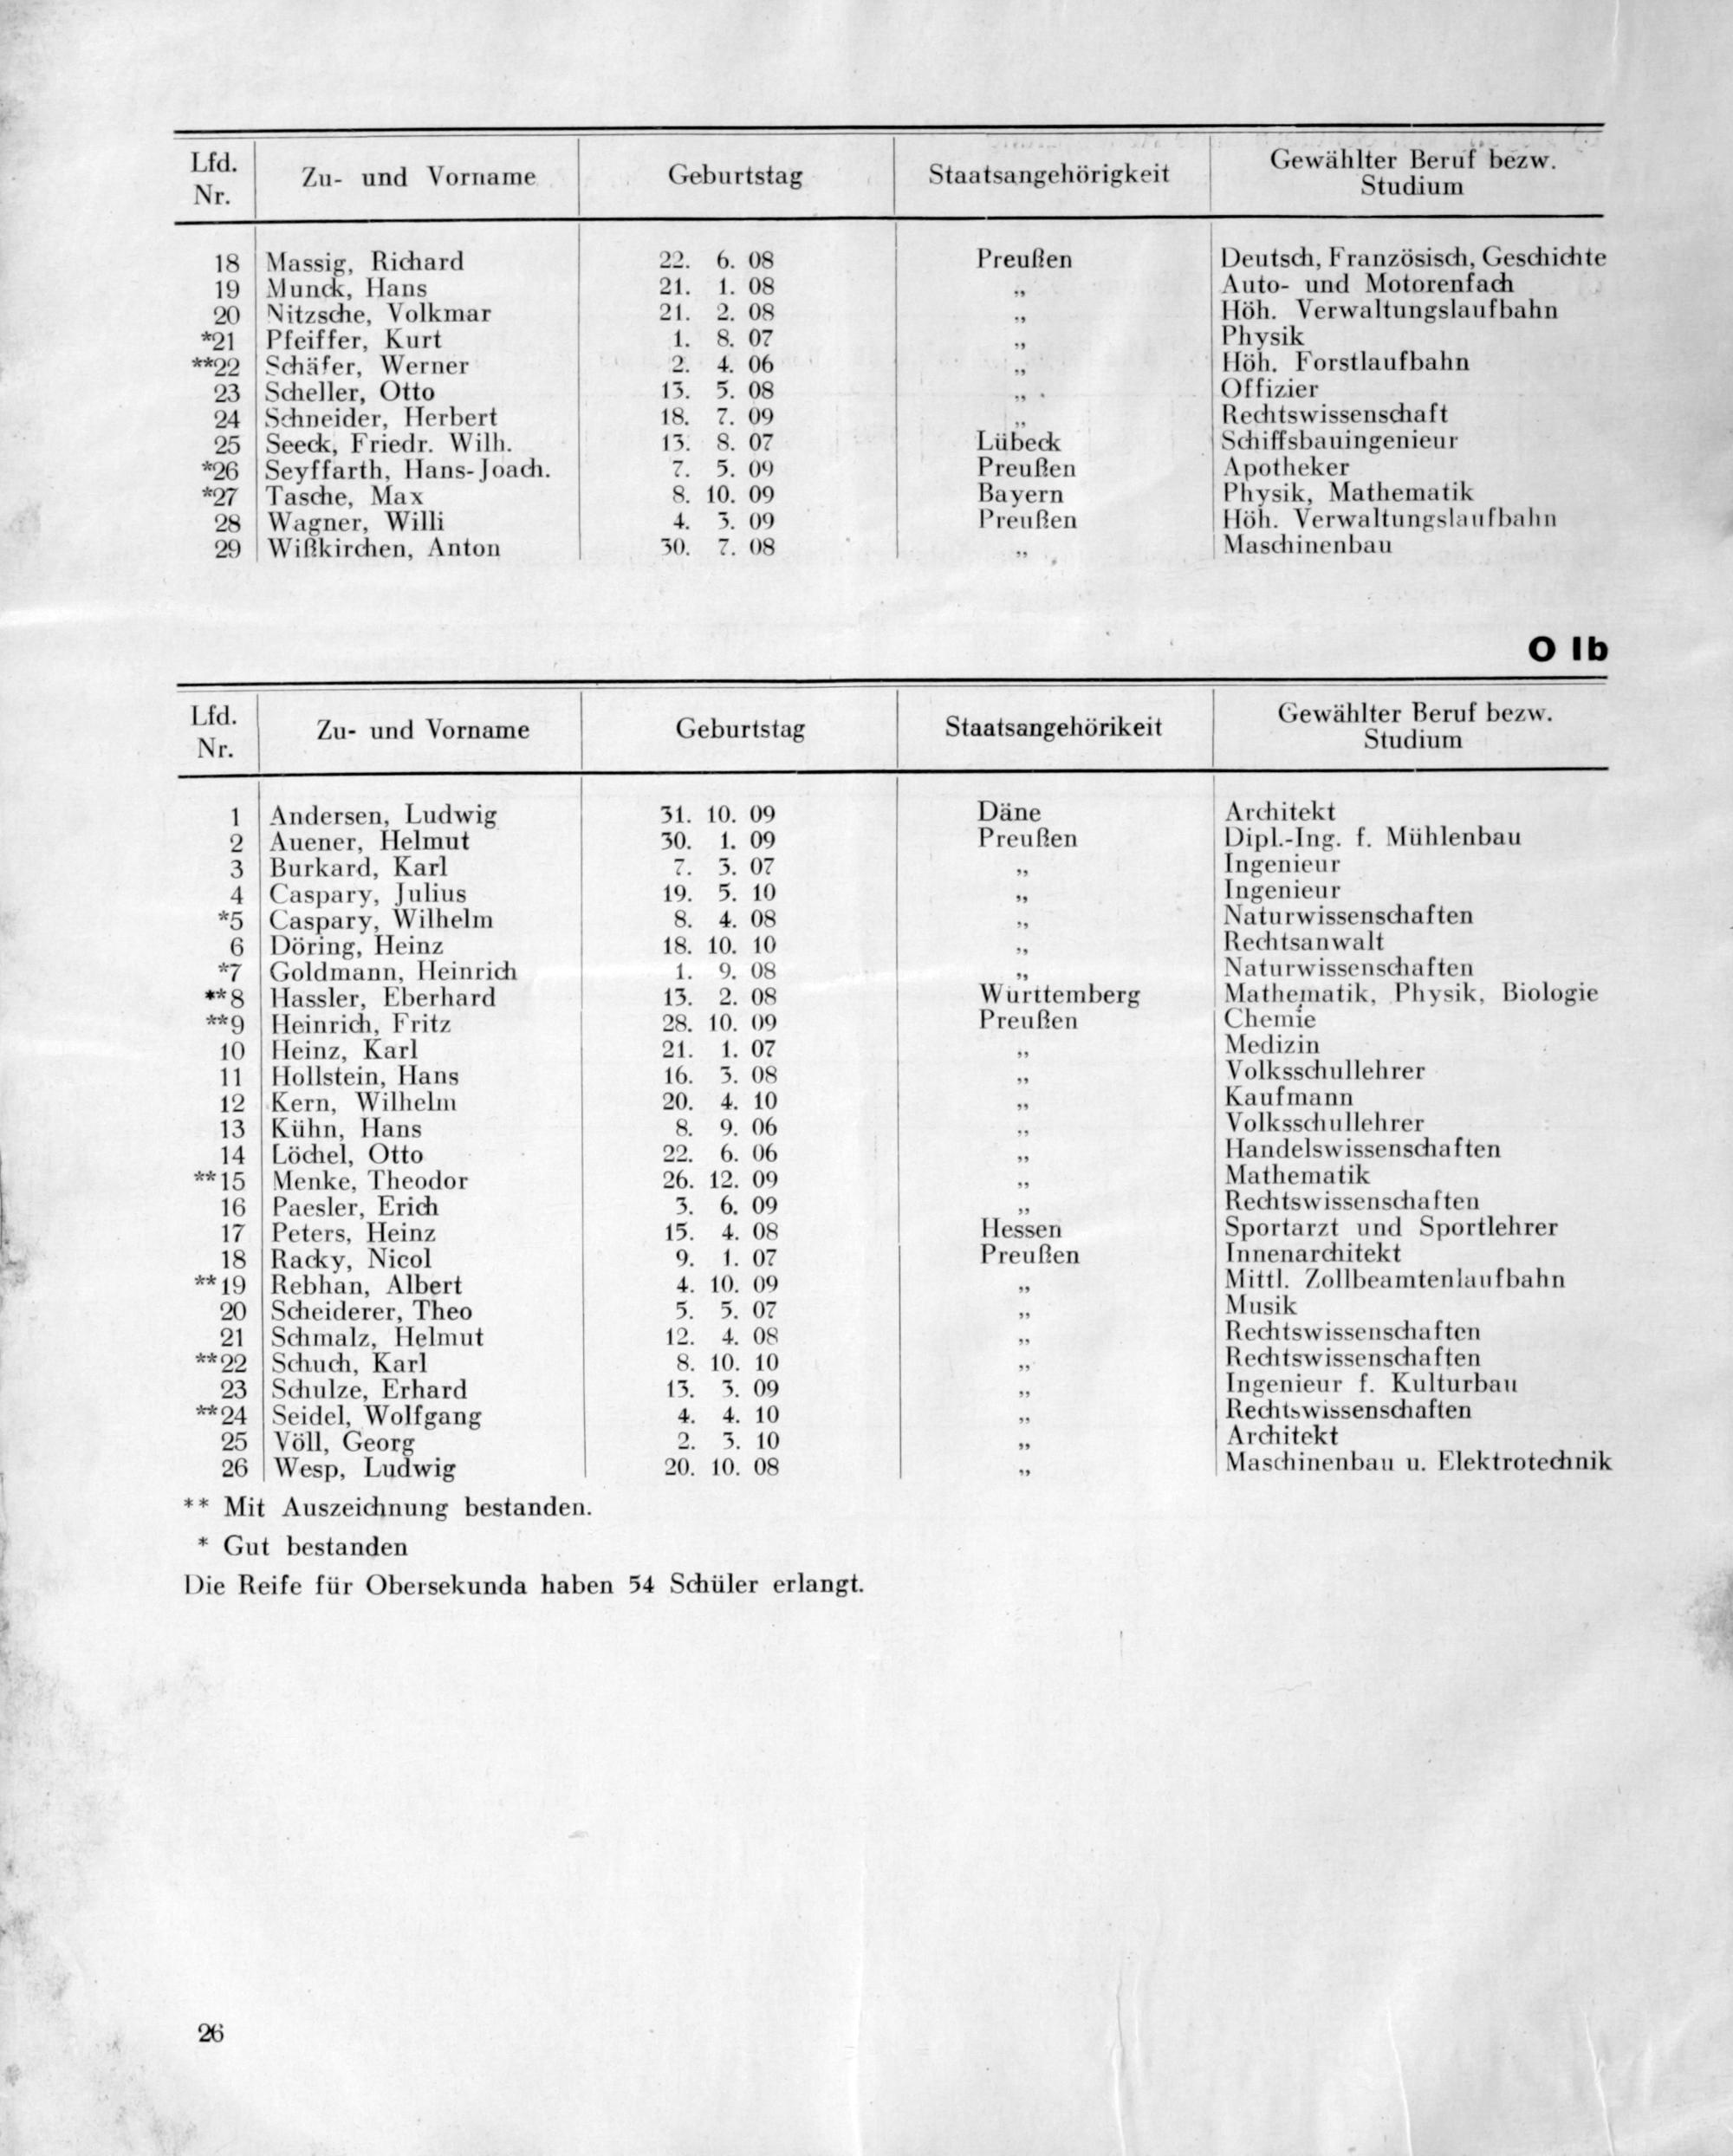 Lfd. Nr. Zu- und Vorname Geburtstag Staatsangehörigkeit Gewählter Beruf bezw. Studium
18 Massig, Richard 22. 6. 08 Preußen Deutsch, Französisch, Geschichte
19 Munck, Hans 21. 1. 08 „ Auto- und Motorenfach
20 Nitzsche, Volkmar 21. 2. 08 „ Höh. Verwaltungslaufbahn
*21 Pfeiffer, Kurt 1. 8. 07 „ Physik
**22 Schäfer, Werner 2. 4. 06 „ Höh. Forstlaufbahn
23 Scheller, Otto 13. 5. 08 „ Offizier
24 Schneider, Herbert 18. 7. 09 „ Rechtswissenschaft
25 Seeck, Friedr. Wilh. 13. 8. 07 Lübeck Schiffsbauingenieur
*26 Seyffarth, Hans-Joach. 7. 5. 09 Preußen Apotheker
*27 Tasche, Max 8. 10. 09 Bayern Physik, Mathematik
28 Wagner, Willi 4. 3. 09 Preußen Höh. Verwaltungslaufbahn
29 Wißkirchen, Anton 30. 7. 08 „ Maschinenbau
O Ib
Lfd. Nr. Zu- und Vorname Geburtstag Staatsangehörikeit Gewählter Beruf bezw. Studium
1 Andersen, Ludwig 31. 10. 09 Däne Architekt
2 Auener, Helmut 30. 1. 09 Preußen Dipl.-Ing. f. Mühlenbau
3 Burkard, Karl 7. 3. 07 „ Ingenieur
4 Caspary, Julius 19. 5. 10 „ Ingenieur
*5 Caspary, Wilhelm 8. 4. 08 „ Naturwissenschaften
6 Döring, Heinz 18. 10. 10 „ Rechtsanwalt
*7 Goldmann, Heinrich 1. 9. 08 „ Naturwissenschaften
**8 Hassler, Eberhard 13. 2. 08 Württemberg Mathematik, Physik, Biologie
**9 Heinrich, Fritz 28. 10. 09 Preußen Chemie
10 Heinz, Karl 21. 1. 07 „ Medizin
11 Hollstein, Hans 16. 3. 08 „ Volksschullehrer
12 Kern, Wilhelm 20. 4. 10 „ Kaufmann
13 Kühn, Hans 8. 9. 06 „ Volksschullehrer
14 Löchel, Otto 22. 6. 06 „ Handelswissenschaften
**15 Menke, Theodor 26. 12. 09 „ Mathematik
16 Paesler, Erich 3. 6. 09 „ Rechtswissenschaften
17 Peters, Heinz 15. 4. 08 Hessen Sportarzt und Sportlehrer
18 Racky, Nicol 9. 1. 07 Preußen Innenarchitekt
**19 Rebhan, Albert 4. 10. 09 „ Mittl. Zollbeamtenlaufbahn
20 Scheiderer, Theo 5. 5. 07 „ Musik
21 Schmalz, Helmut 12. 4. 08 „ Rechtswissenschaften
**22 Schuch, Karl 8. 10. 10 „ Rechtswissenschaften
23 Schulze, Erhard 13. 3. 09 „ Ingenieur f. Kulturbau
**24 Seidel, Wolfgang 4. 4. 10 „ Rechtswissenschaften
25 Völl, Georg 2. 3. 10 „ Architekt
26 Wesp, Ludwig 20. 10. 08 „ Maschinenbau u. Elektrotechnik
** Mit Auszeichnung bestanden.
* Gut bestanden
Die Reife für Obersekunda haben 54 Schüler erlangt.
26